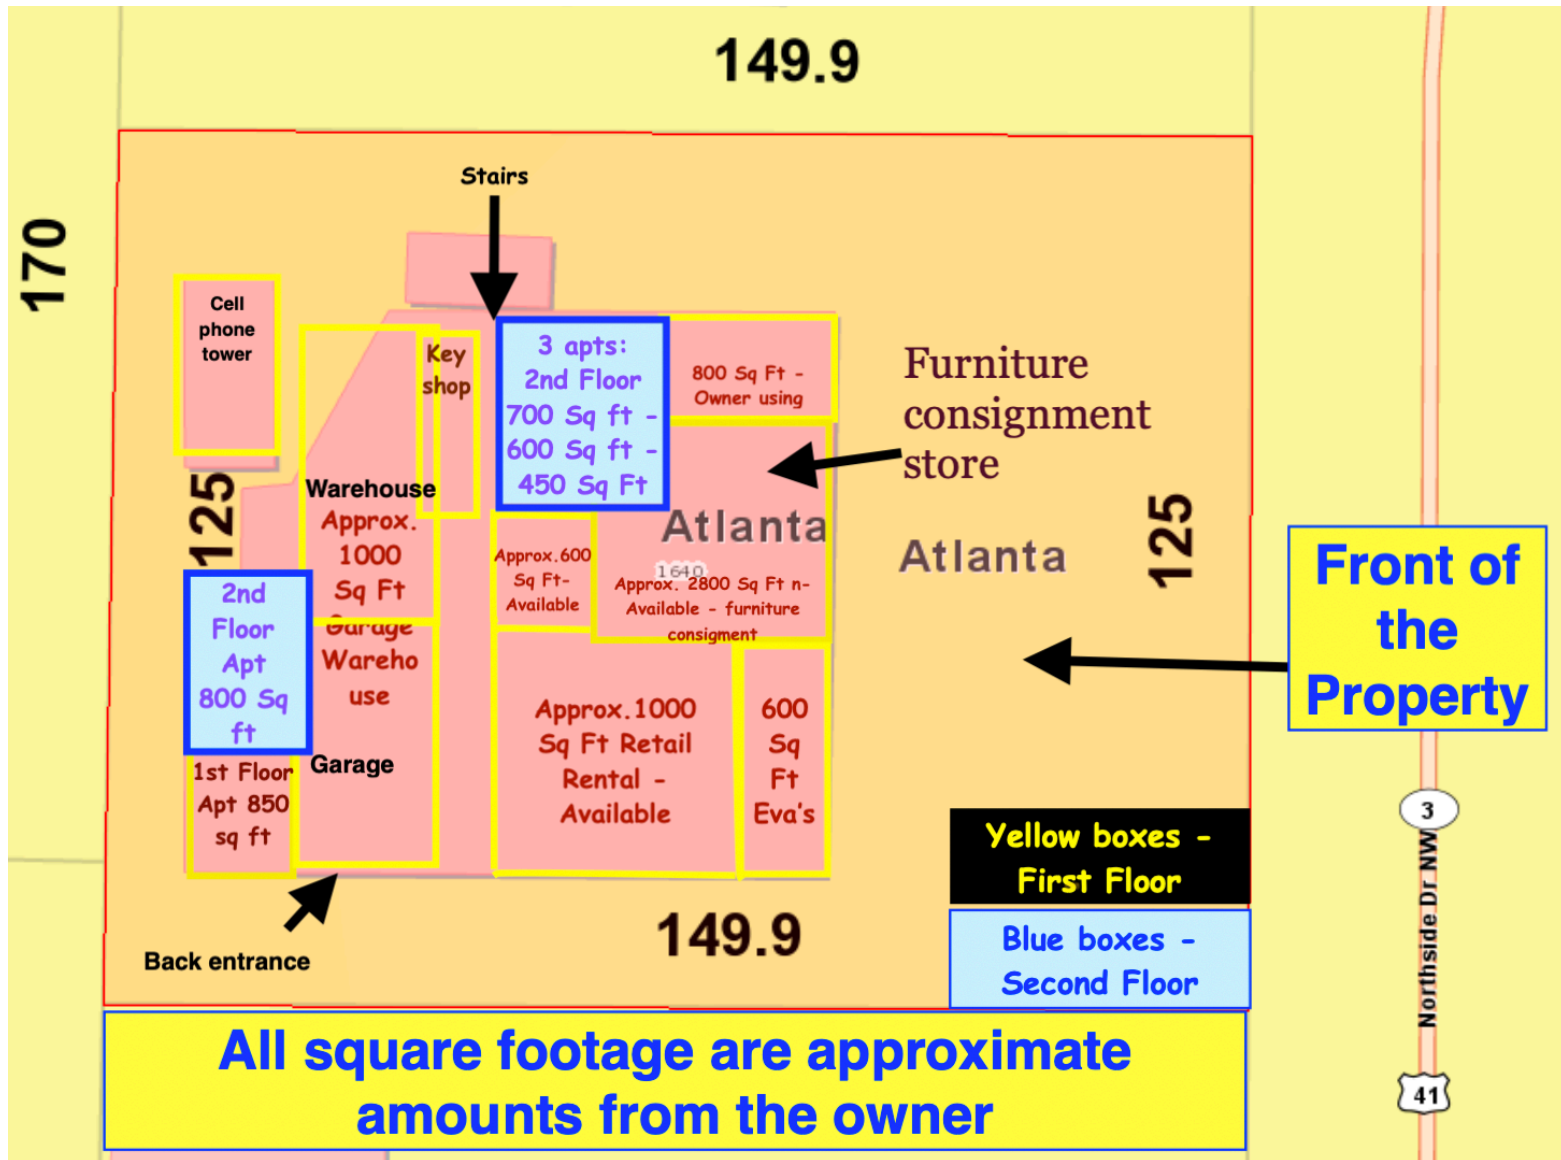 149.9
170
Stairs
Cell
phone
tower
Key
shop
3 apts:
2nd Floor
700 Sq ft -
600 Sq ft -
450 Sq Ft
800 Sq Ft -
Owner using
Furniture
consignment
store
Warehouse
Approx.
1000
Sq Ft
125
Atlanta
Atlanta
125
Approx.600
Sq Ft-
Available
1640
Approx. 2800 Sq Ft n-
Available - furniture
consigment
Front of
the
Property
2nd
Floor
Apt
800 Sq
ft
Garage
Wareho
use
Garage
1st Floor
Apt 850
sq ft
Approx.1000
Sq Ft Retail
Rental -
Available
600
Sq
Ft
Eva's
Yellow boxes -
First Floor
Blue boxes -
Second Floor
3
Northside Dr NW
41
149.9
Back entrance
All square footage are approximate
amounts from the owner